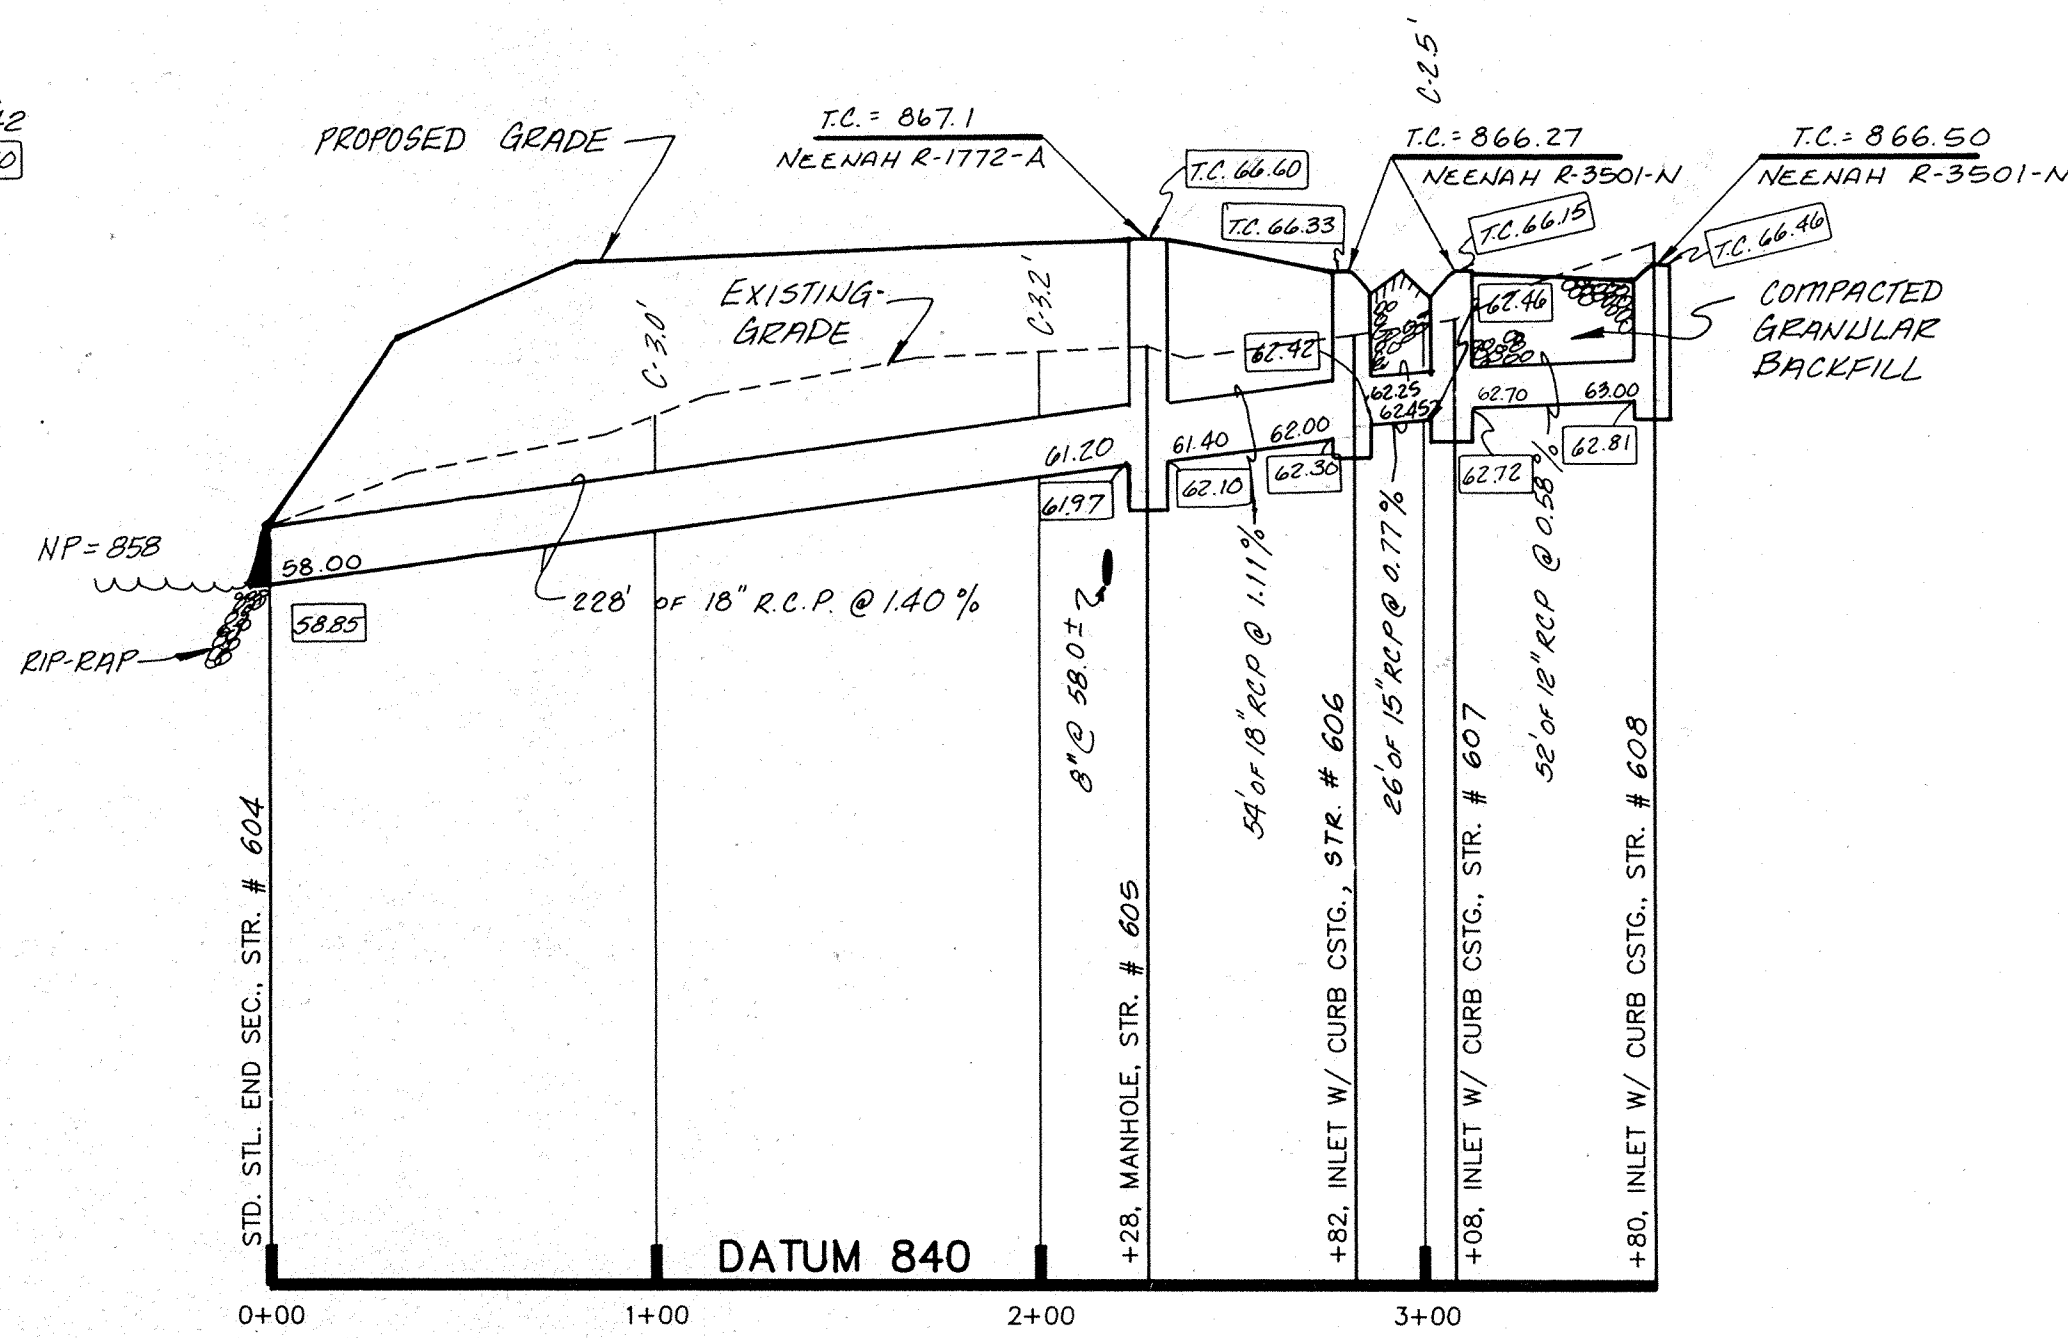 C-2.5'
T.C. = 867.1
NEENAH R-1772-A
T.C. = 866.27
NEENAH R-3501-N
T.C. = 866.50
NEENAH R-3501-N
PROPOSED GRADE
T.C. 66.60
T.C. 66.33
T.C. 66.15
T.C. 66.46
EXISTING
GRADE
C-3.0'
C-3.2'
62.46
COMPACTED
GRANULAR
BACKFILL
62.42
62.25
62.45
62.70
63.00
61.20
61.40
62.00
62.81
61.97
62.10
62.30
62.72
NP = 858
58.00
58.85
RIP-RAP
228' OF 18" R.C.P. @ 1.40 %
8" @ 58.0±
54' OF 18" RCP @ 1.11%
26' OF 15" RCP @ 0.77%
52' OF 12" RCP @ 0.58%
STD. STL. END SEC., STR. # 604
+28, MANHOLE, STR. # 605
+82, INLET W/ CURB CSTG., STR. # 606
+08, INLET W/ CURB CSTG., STR. # 607
+80, INLET W/ CURB CSTG., STR. # 608
DATUM 840
0+00 1+00 2+00 3+00